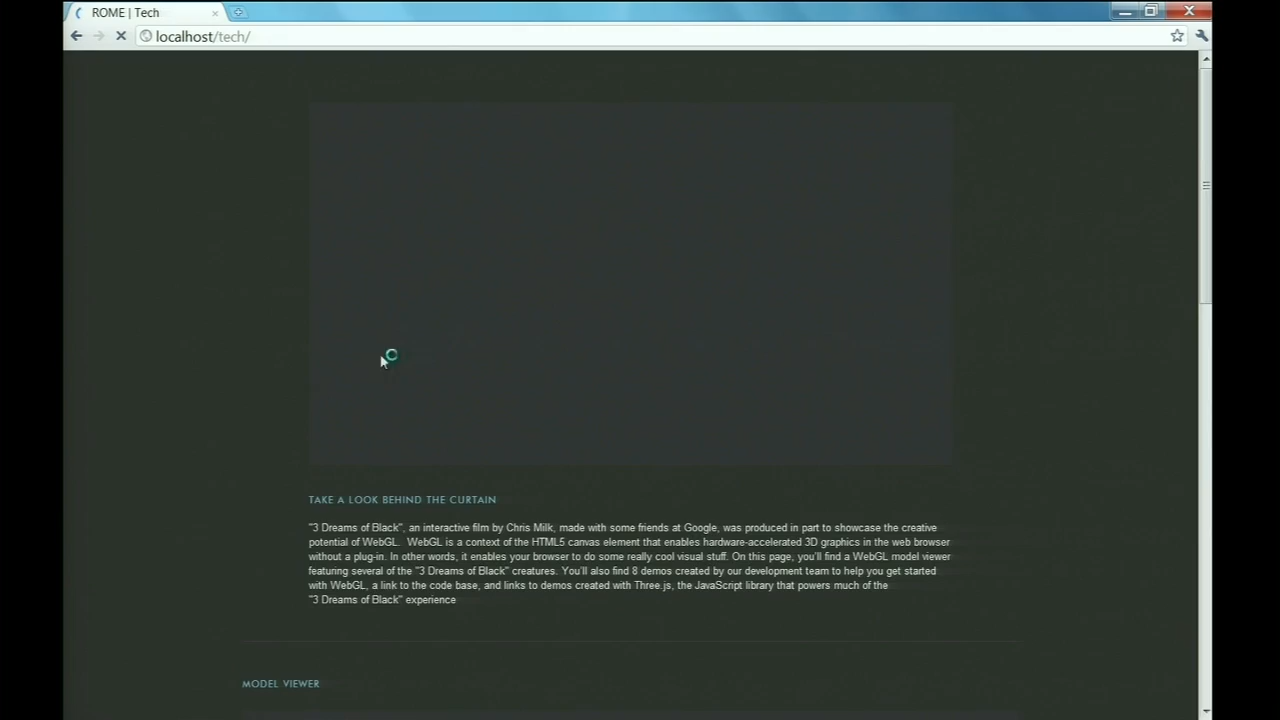 ROME | Tech
localhost/tech/
TAKE A LOOK BEHIND THE CURTAIN
"3 Dreams of Black", an interactive film by Chris Milk, made with some friends at Google, was produced in part to showcase the creative
potential of WebGL.  WebGL is a context of the HTML5 canvas element that enables hardware-accelerated 3D graphics in the web browser
without a plug-in. In other words, it enables your browser to do some really cool visual stuff. On this page, you'll find a WebGL model viewer
featuring several of the "3 Dreams of Black" creatures. You'll also find 8 demos created by our development team to help you get started
with WebGL, a link to the code base, and links to demos created with Three.js, the JavaScript library that powers much of the
"3 Dreams of Black" experience
MODEL VIEWER